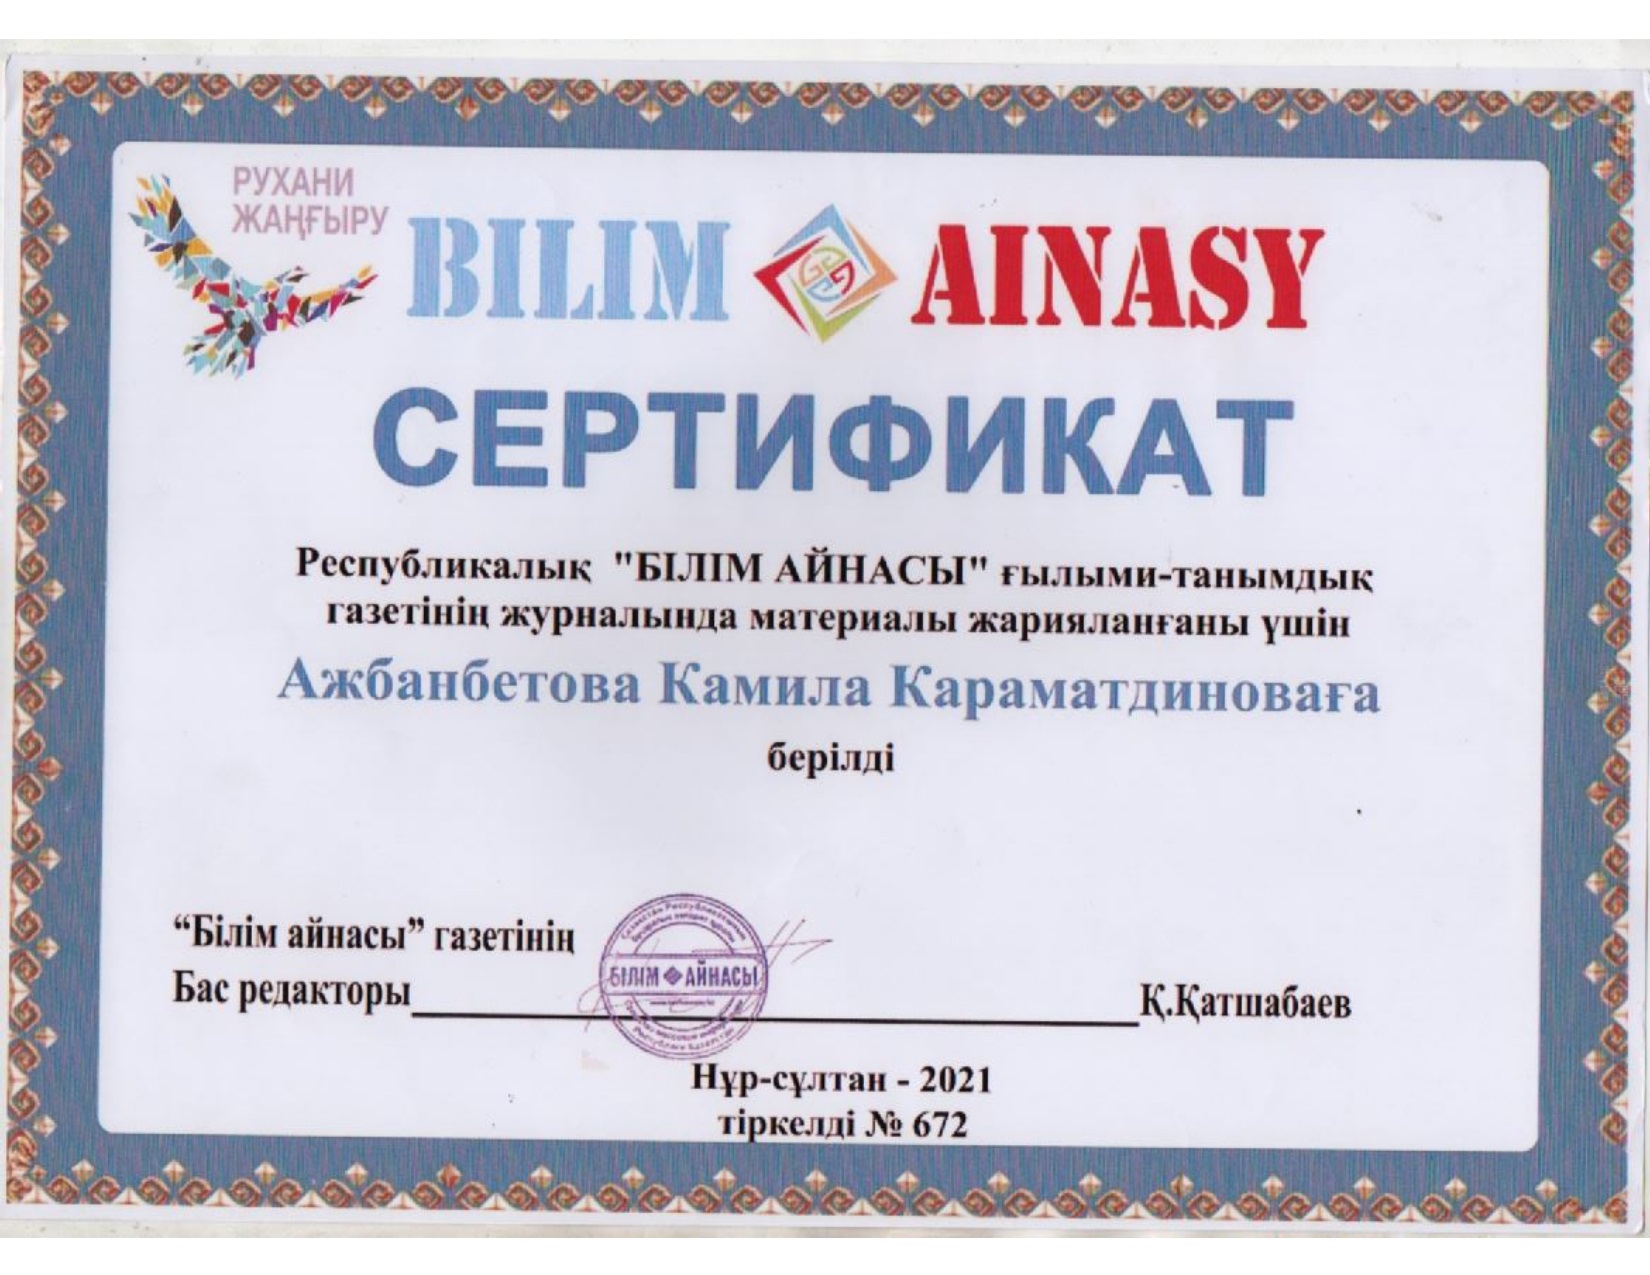 РУХАНИ
ЖАҢҒЫРУ
BILIM AINASY
СЕРТИФИКАТ
Республикалық "БІЛІМ АЙНАСЫ" ғылыми-танымдық
газетінің журналында материалы жарияланғаны үшін
Ажбанбетова Камила Караматдиноваға
берілді
“Білім айнасы” газетінің
Бас редакторы Қ.Қатшабаев
БІЛІМ АЙНАСЫ
Нұр-сұлтан - 2021
тіркелді № 672